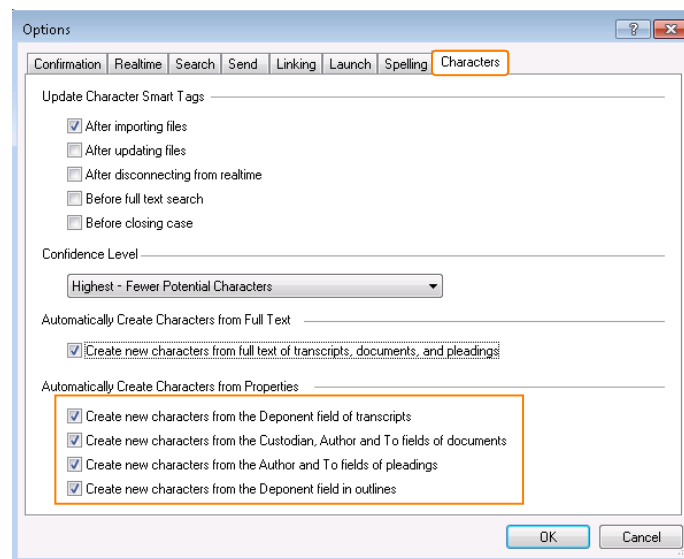 Options
Confirmation Realtime Search Send Linking Launch Spelling Characters
Update Character Smart Tags
After importing files
After updating files
After disconnecting from realtime
Before full text search
Before closing case
Confidence Level
Highest - Fewer Potential Characters
Automatically Create Characters from Full Text
Create new characters from full text of transcripts, documents, and pleadings
Automatically Create Characters from Properties
Create new characters from the Deponent field of transcripts
Create new characters from the Custodian, Author and To fields of documents
Create new characters from the Author and To fields of pleadings
Create new characters from the Deponent field in outlines
OK Cancel